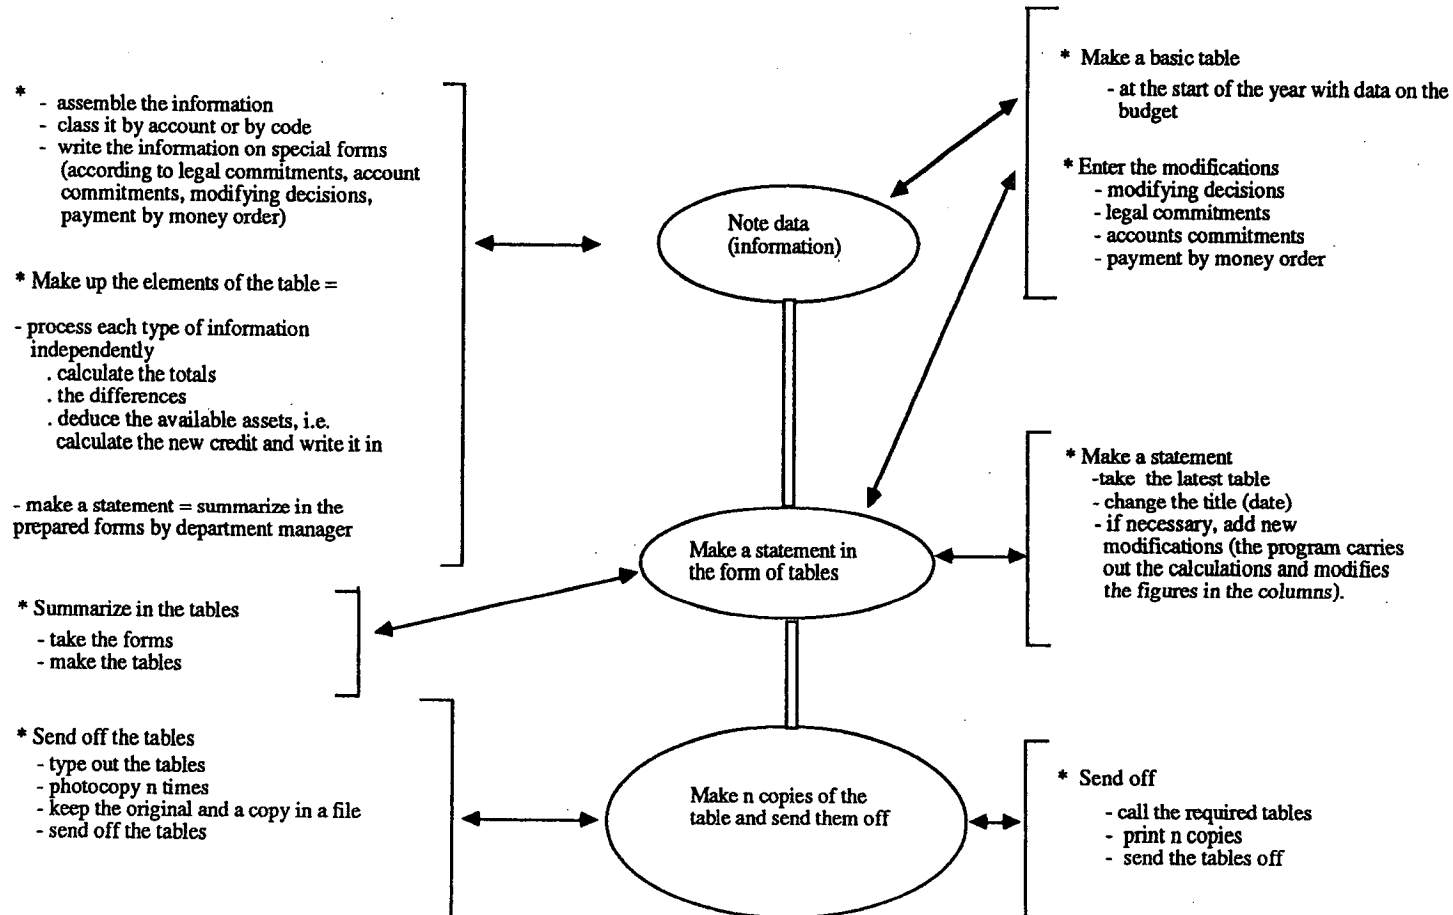 *
- assemble the information
- class it by account or by code
- write the information on special forms
(according to legal commitments, account
commitments, modifying decisions,
payment by money order)
* Make up the elements of the table =
- process each type of information
independently
. calculate the totals
. the differences
. deduce the available assets, i.e.
calculate the new credit and write it in
- make a statement = summarize in the
prepared forms by department manager
* Summarize in the tables
- take the forms
- make the tables
* Send off the tables
- type out the tables
- photocopy n times
- keep the original and a copy in a file
- send off the tables
Note data
(information)
Make a statement in
the form of tables
Make n copies of the
table and send them off
* Make a basic table
- at the start of the year with data on the
budget
* Enter the modifications
- modifying decisions
- legal commitments
- accounts commitments
- payment by money order
* Make a statement
-take the latest table
- change the title (date)
- if necessary, add new
modifications (the program carries
out the calculations and modifies
the figures in the columns).
* Send off
- call the required tables
- print n copies
- send the tables off